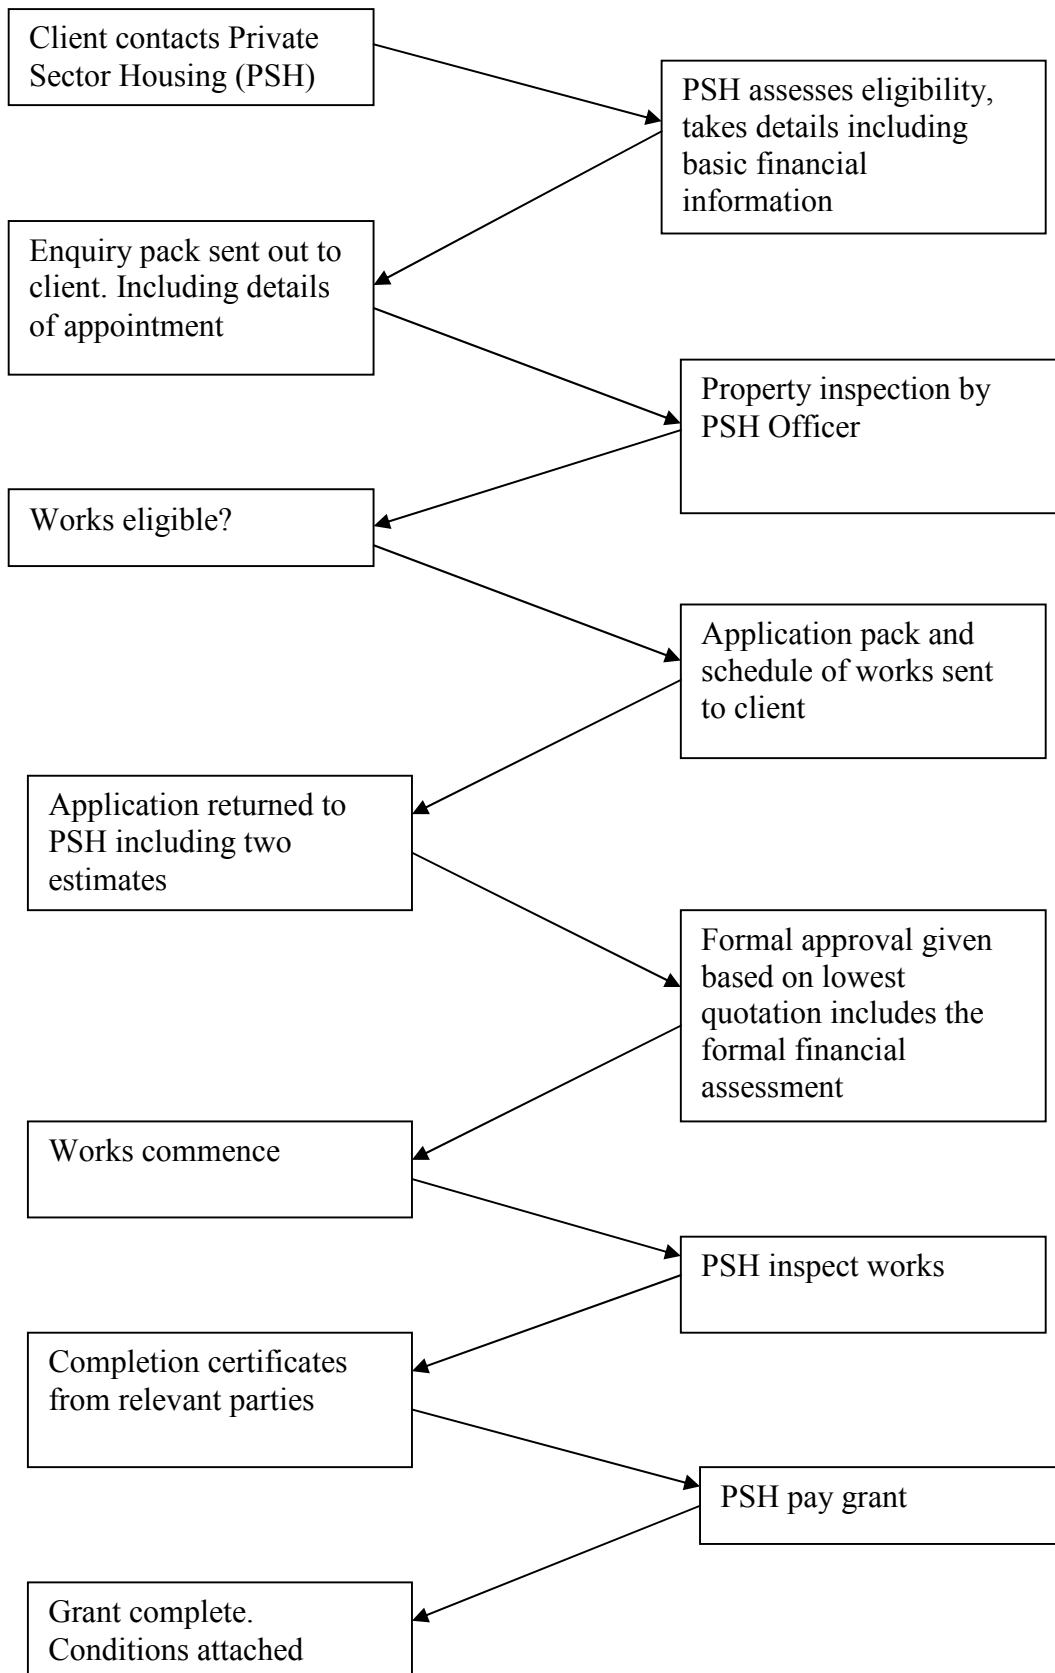 Client contacts Private
Sector Housing (PSH)
PSH assesses eligibility,
takes details including
basic financial
information
Enquiry pack sent out to
client. Including details
of appointment
Property inspection by
PSH Officer
Works eligible?
Application pack and
schedule of works sent
to client
Application returned to
PSH including two
estimates
Formal approval given
based on lowest
quotation includes the
formal financial
assessment
Works commence
PSH inspect works
Completion certificates
from relevant parties
PSH pay grant
Grant complete.
Conditions attached